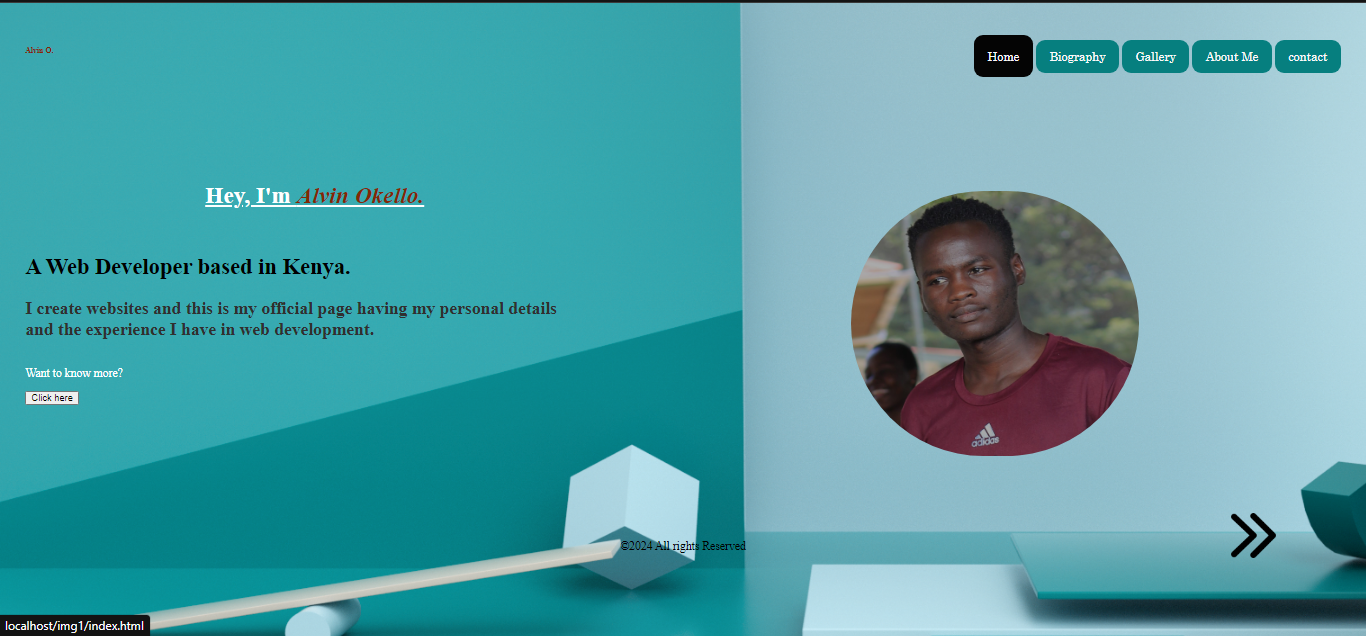 Alvin O.
Home
Biography
Gallery
About Me
contact
Hey, I'm Alvin Okello.
A Web Developer based in Kenya.
I create websites and this is my official page having my personal details
and the experience I have in web development.
Want to know more?
Click here
adidas
©2024 All rights Reserved
localhost/img1/index.html